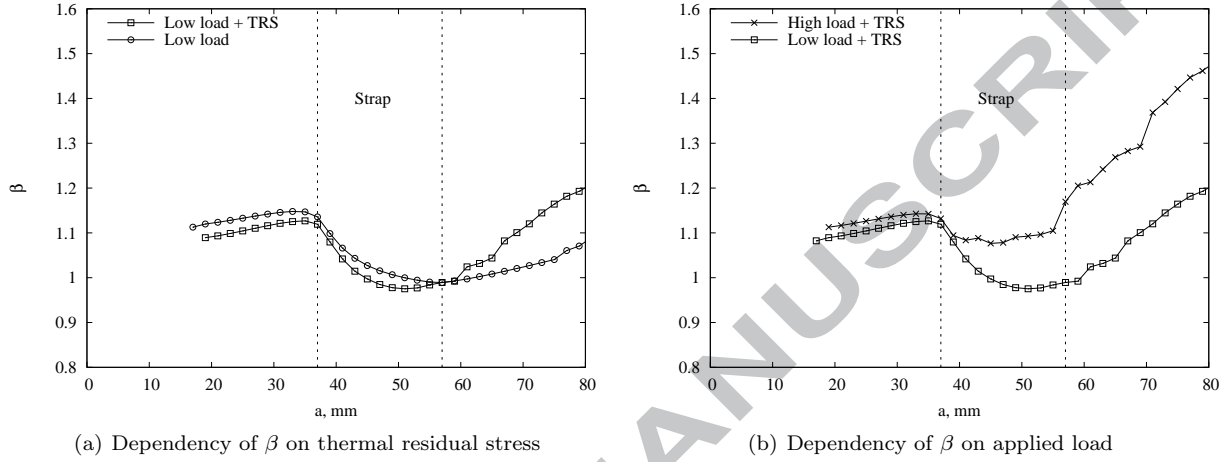 1.6
1.5
1.4
1.3
1.2
1.1
1
0.9
0.8
β
Low load + TRS
Low load
Strap
0 10 20 30 40 50 60 70 80
a, mm
(a) Dependency of β on thermal residual stress
1.6
1.5
1.4
1.3
1.2
1.1
1
0.9
0.8
β
High load + TRS
Low load + TRS
Strap
0 10 20 30 40 50 60 70 80
a, mm
(b) Dependency of β on applied load
ANUSCRI